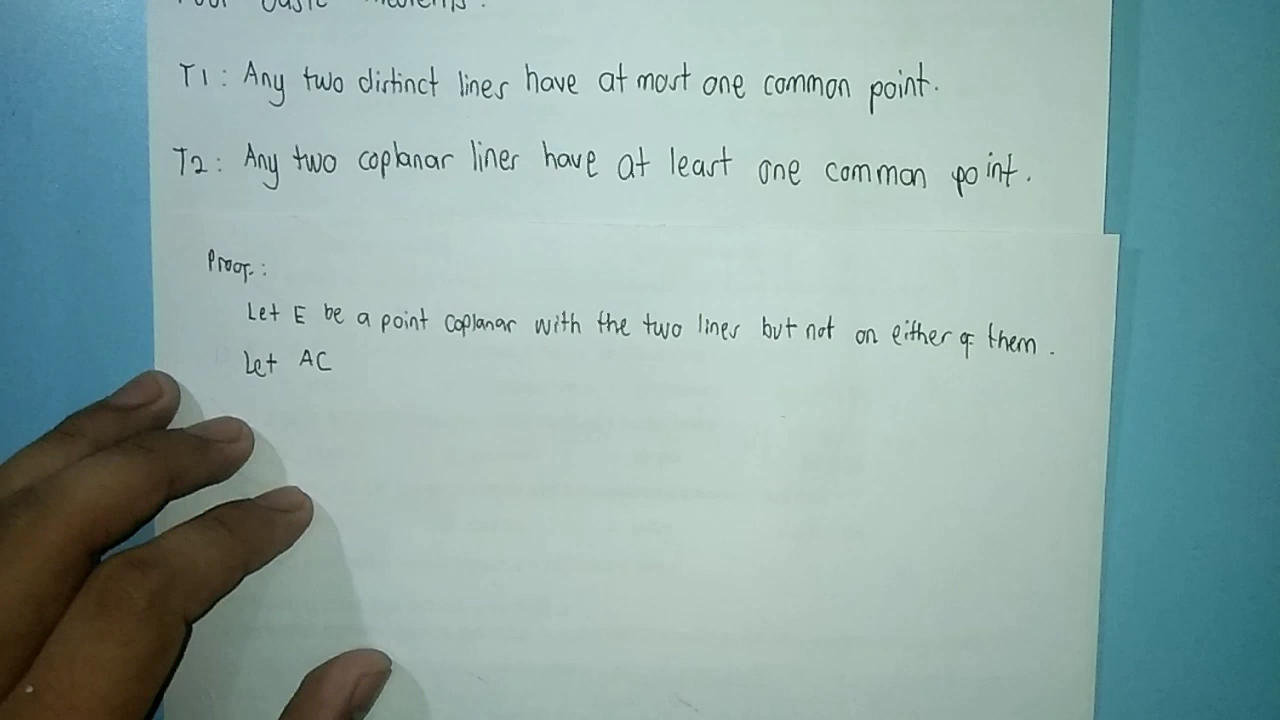 T1 : Any two distinct lines have at most one common point.
T2 : Any two coplanar lines have at least one common point.
Proof :
Let E be a point coplanar with the two lines but not on either of them.
Let AC